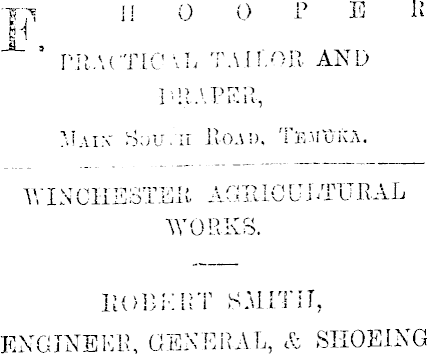 F. HOOPER
PRACTICAL TAILOR AND
DRAPER,
MAIN SOUTH ROAD, TEMUKA.
WINCHESTER AGRICULTURAL
WORKS.
ROBERT SMITH,
ENGINEER, GENERAL, & SHOEING